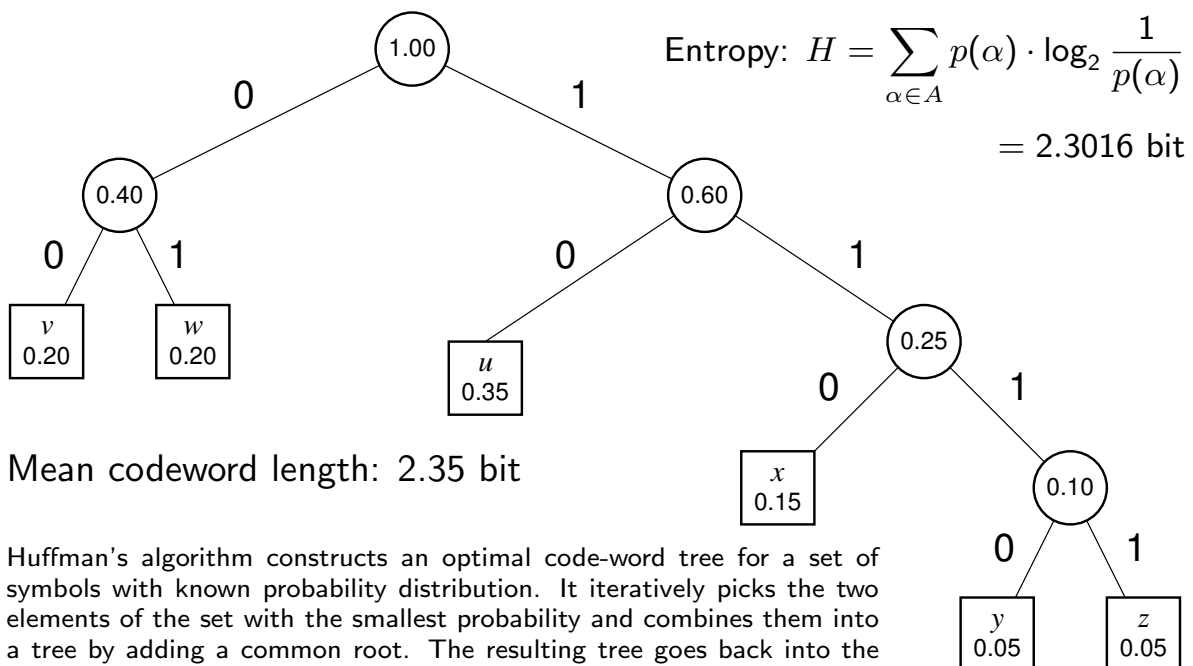 1.00
Entropy: H = ∑ p(α) · log₂ 1/p(α)
α∈A
= 2.3016 bit
0
1
0.40
0.60
0
1
0
1
v
0.20
w
0.20
u
0.35
0.25
0
1
x
0.15
0.10
Mean codeword length: 2.35 bit
0
1
y
0.05
z
0.05
Huffman's algorithm constructs an optimal code-word tree for a set of
symbols with known probability distribution. It iteratively picks the two
elements of the set with the smallest probability and combines them into
a tree by adding a common root. The resulting tree goes back into the